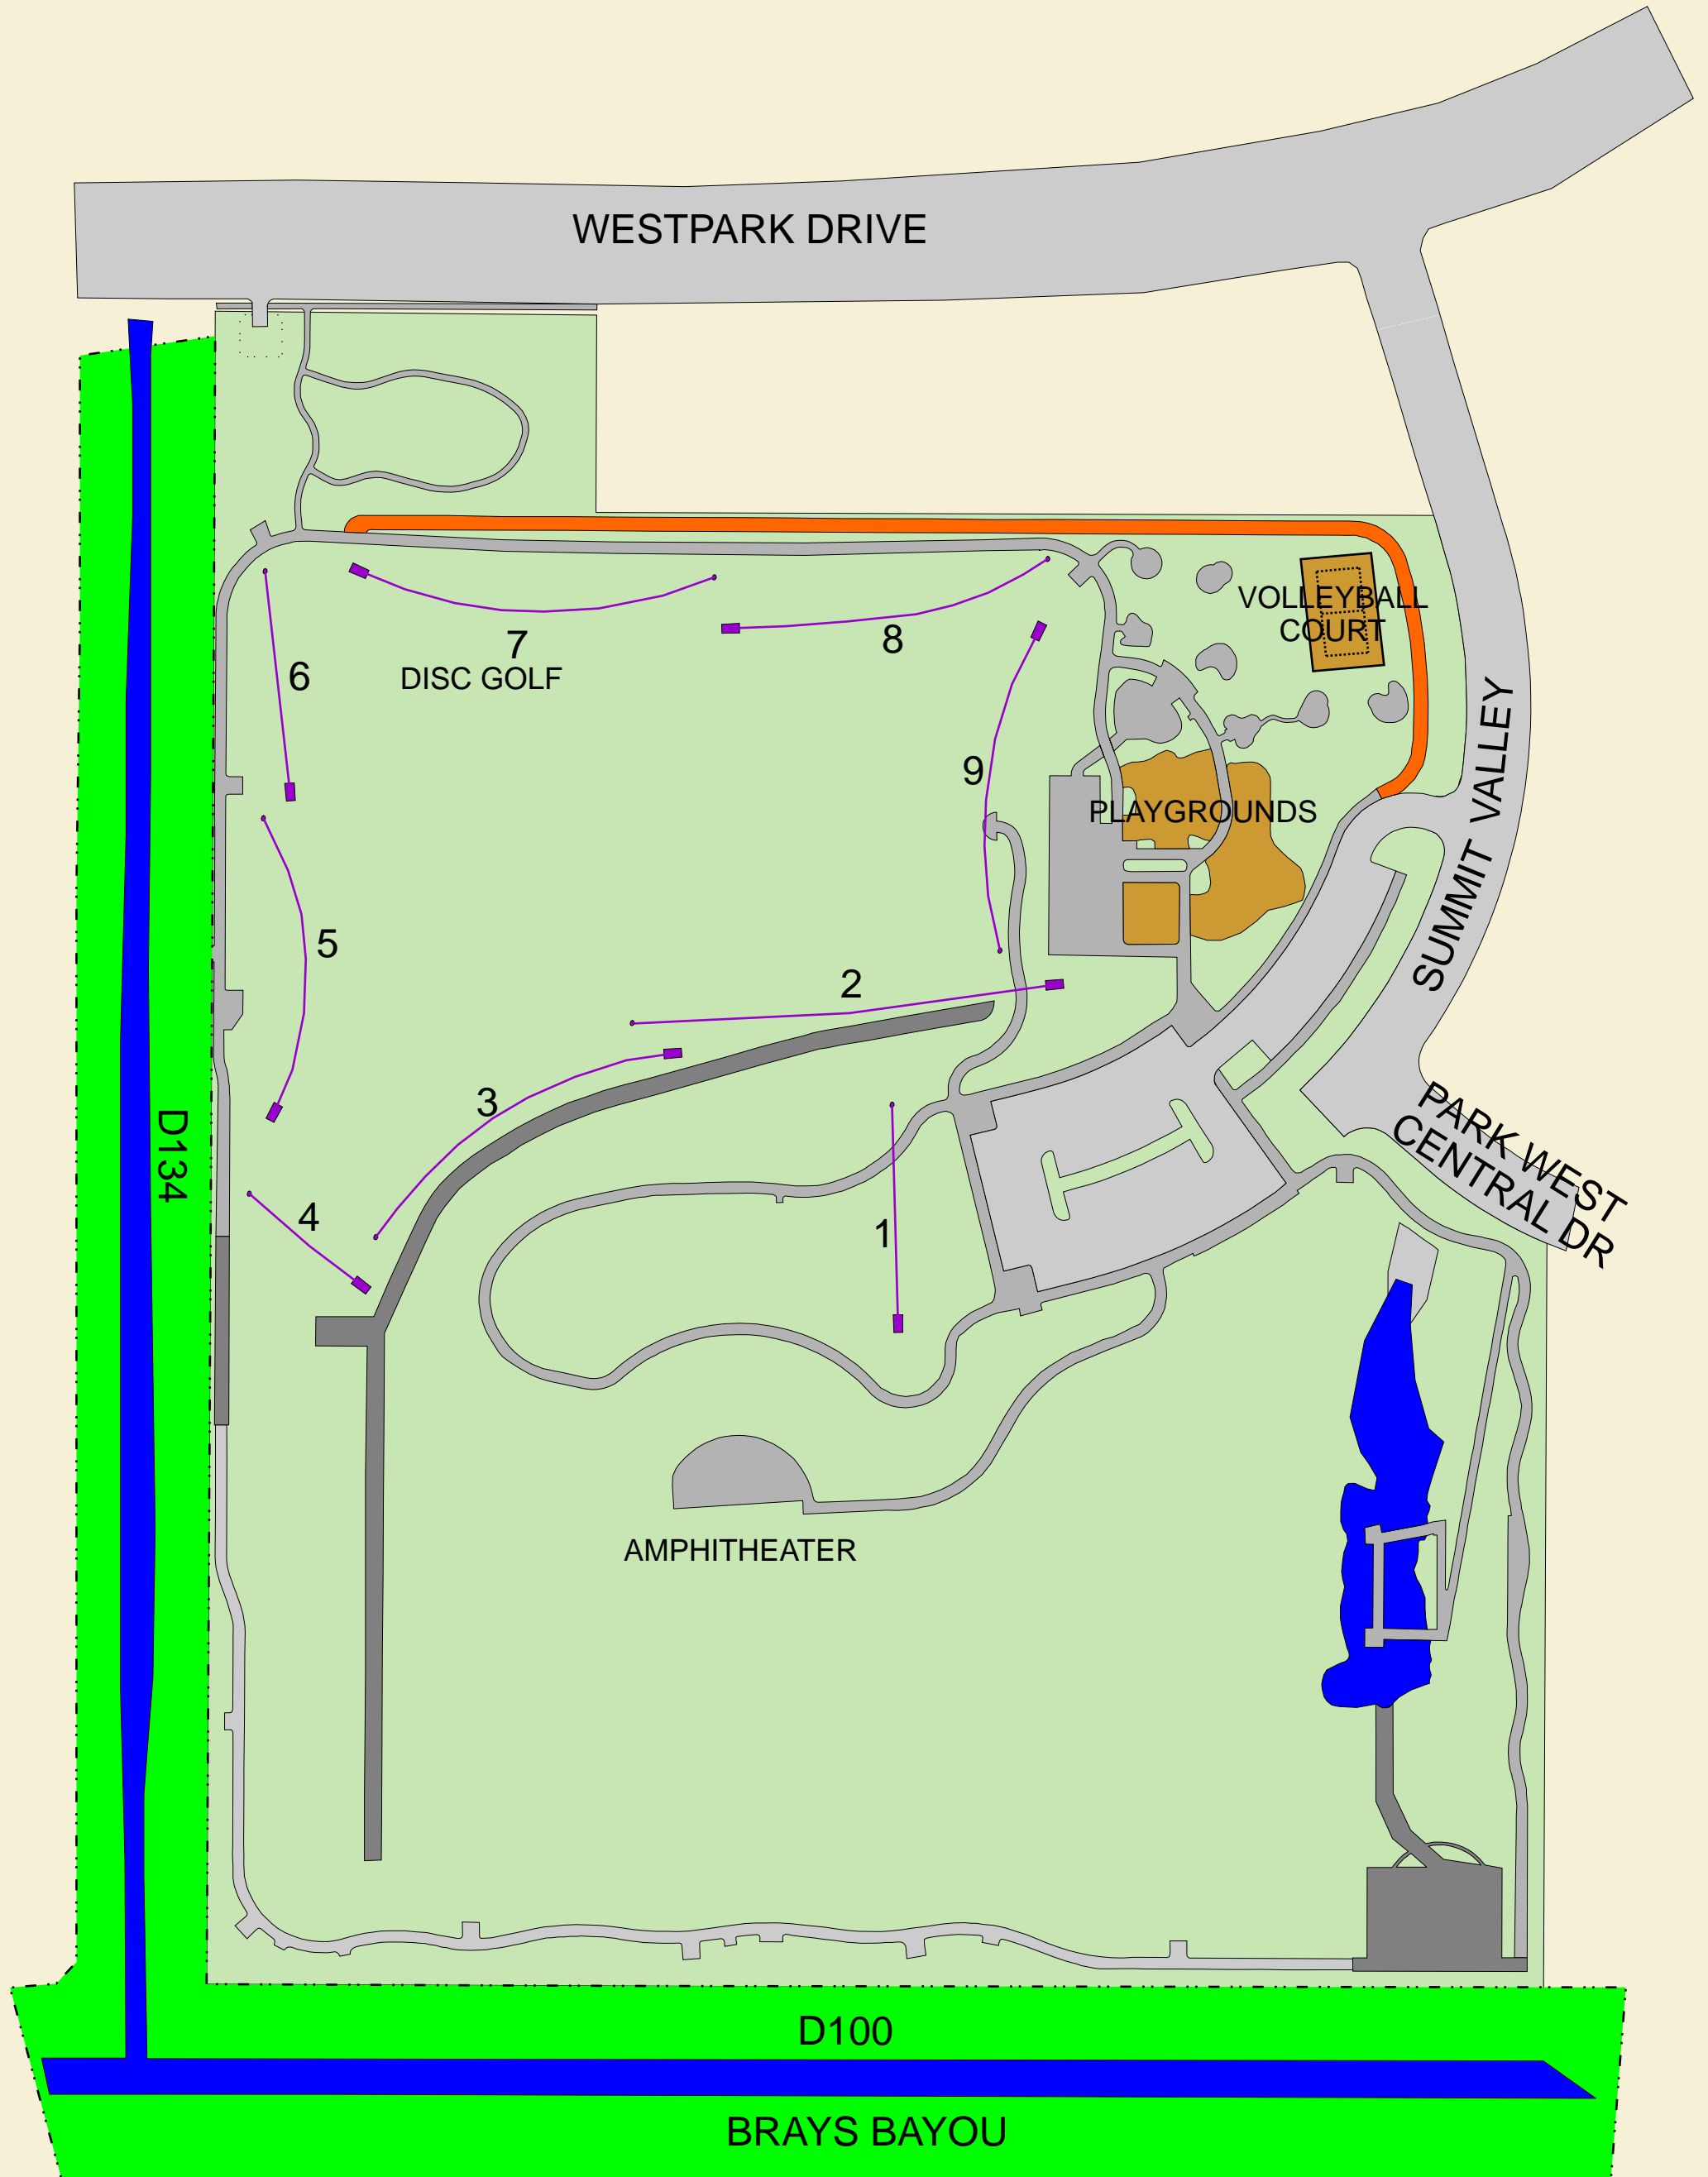 WESTPARK DRIVE
VOLLEYBALL
COURT
7
8
6
DISC GOLF
9
SUMMIT VALLEY
PLAYGROUNDS
5
2
3
D134
PARK WEST
CENTRAL DR
4
1
AMPHITHEATER
D100
BRAYS BAYOU